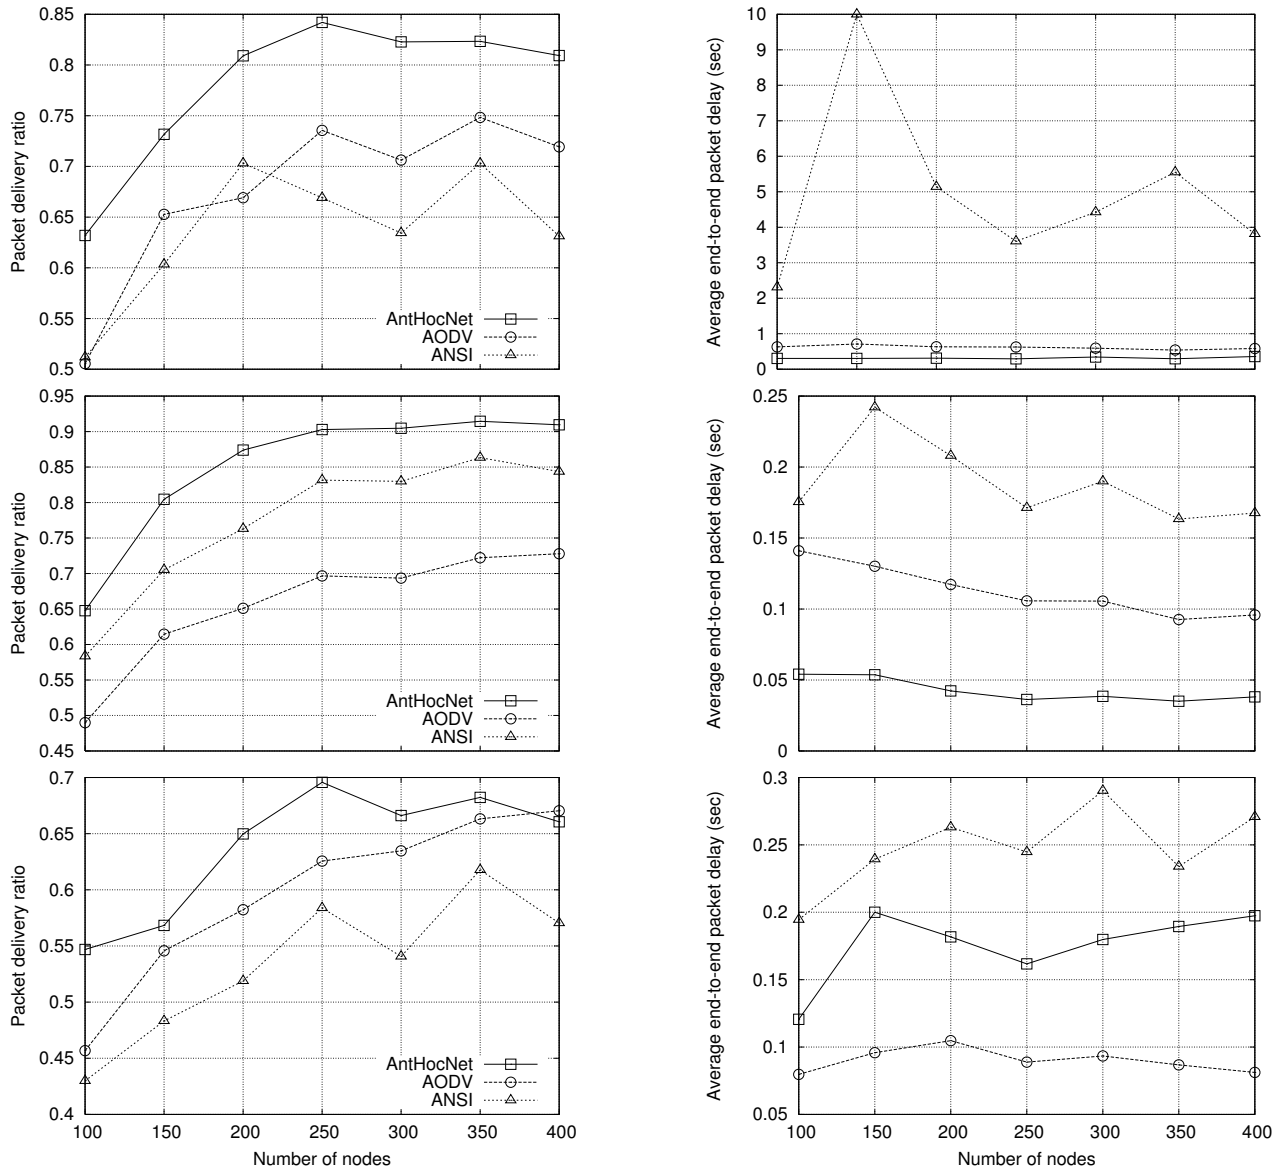 Packet delivery ratio
0.85
0.8
0.75
0.7
0.65
0.6
0.55
0.5
AntHocNet
AODV
ANSI
Average end-to-end packet delay (sec)
10
9
8
7
6
5
4
3
2
1
0
Packet delivery ratio
0.95
0.9
0.85
0.8
0.75
0.7
0.65
0.6
0.55
0.5
0.45
AntHocNet
AODV
ANSI
Average end-to-end packet delay (sec)
0.25
0.2
0.15
0.1
0.05
0
Packet delivery ratio
0.7
0.65
0.6
0.55
0.5
0.45
0.4
AntHocNet
AODV
ANSI
100 150 200 250 300 350 400
Number of nodes
Average end-to-end packet delay (sec)
0.3
0.25
0.2
0.15
0.1
0.05
100 150 200 250 300 350 400
Number of nodes